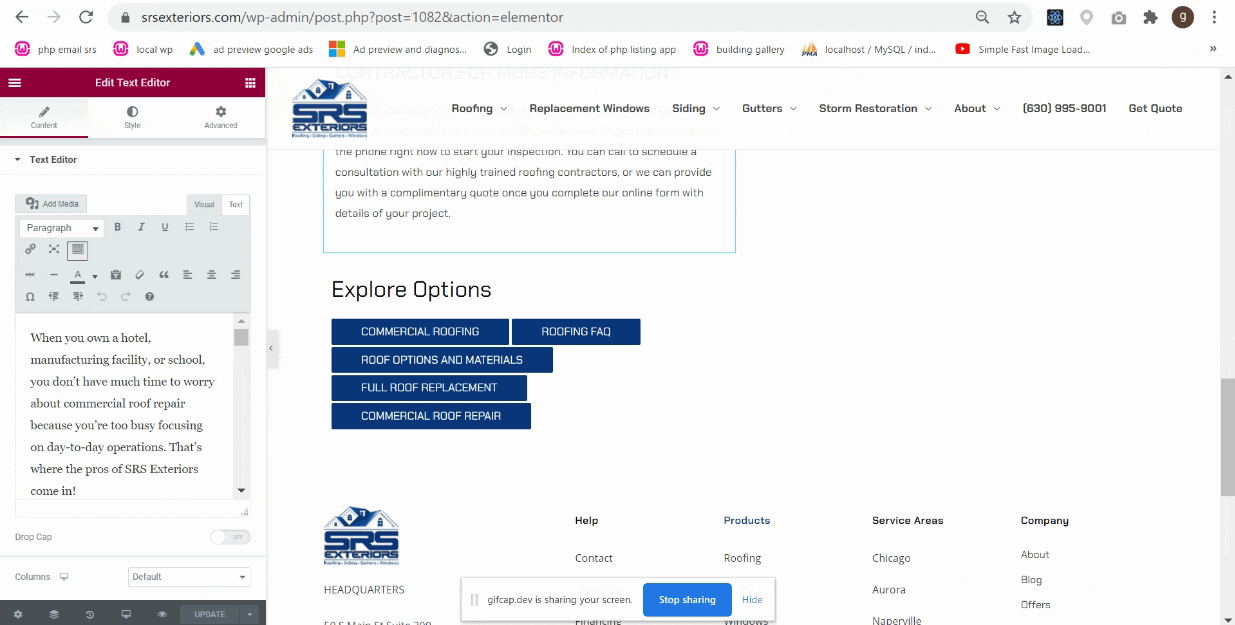 srsexteriors.com/wp-admin/post.php?post=1082&action=elementor
g
php email srs
local wp
ad preview google ads
Ad preview and diagnos...
Login
Index of php listing app
building gallery
localhost / MySQL / ind...
Simple Fast Image Load...
Edit Text Editor
Content
Style
Advanced
Text Editor
Add Media
Visual
Text
Paragraph
When you own a hotel,
manufacturing facility, or school,
you don't have much time to worry
about commercial roof repair
because you're too busy focusing
on day-to-day operations. That's
where the pros of SRS Exteriors
come in!
Drop Cap
OFF
Columns
Default
UPDATE
CONTRACTOR FOR MORE INFORMATION
SRS
EXTERIORS
Roofing • Siding • Gutters • Windows
Roofing
Replacement Windows
Siding
Gutters
Storm Restoration
About
(630) 995-9001
Get Quote
the phone right now to start your inspection. You can call to schedule a
consultation with our highly trained roofing contractors, or we can provide
you with a complimentary quote once you complete our online form with
details of your project.
Explore Options
COMMERCIAL ROOFING
ROOFING FAQ
ROOF OPTIONS AND MATERIALS
FULL ROOF REPLACEMENT
COMMERCIAL ROOF REPAIR
SRS
EXTERIORS
Roofing • Siding • Gutters • Windows
HEADQUARTERS
50 S Main St Suite 200
Help
Contact
Financing
Products
Roofing
Windows
Service Areas
Chicago
Aurora
Naperville
Company
About
Blog
Offers
gifcap.dev is sharing your screen.
Stop sharing
Hide